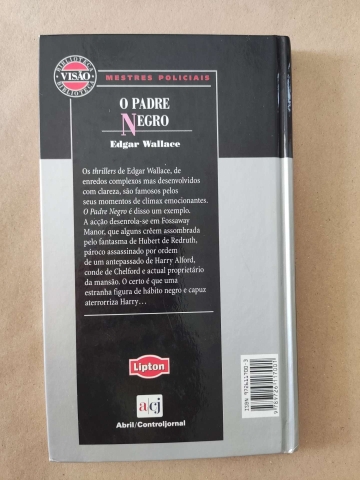 BIBLIOTECA
VISÃO
BIBLIOTECA
MESTRES POLICIAIS
O PADRE
NEGRO
Edgar Wallace
Os thrillers de Edgar Wallace, de
enredos complexos mas desenvolvidos
com clareza, são famosos pelos
seus momentos de clímax emocionantes.
O Padre Negro é disso um exemplo.
A acção desenrola-se em Fossaway
Manor, que alguns crêem assombrada
pelo fantasma de Hubert de Redruth,
pároco assassinado por ordem
de um antepassado de Harry Alford,
conde de Chelford e actual proprietário
da mansão. O certo é que uma
estranha figura de hábito negro e capuz
aterrorriza Harry…
Lipton
a/cj
Abril/Controljornal